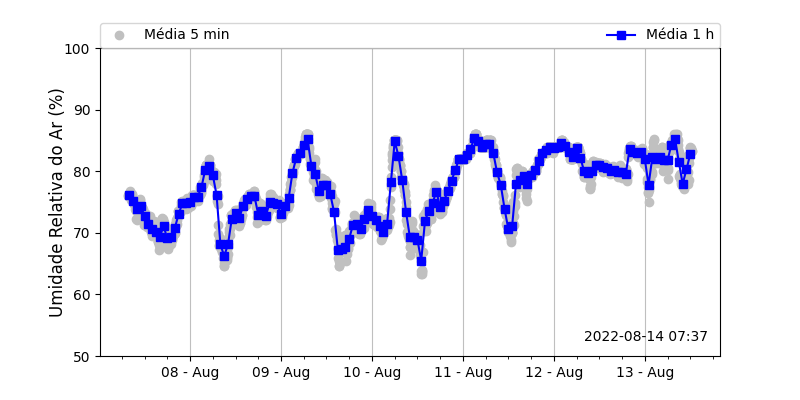 Média 5 min
Média 1 h
Umidade Relativa do Ar (%)
100
90
80
70
60
50
2022-08-14 07:37
08 - Aug
09 - Aug
10 - Aug
11 - Aug
12 - Aug
13 - Aug